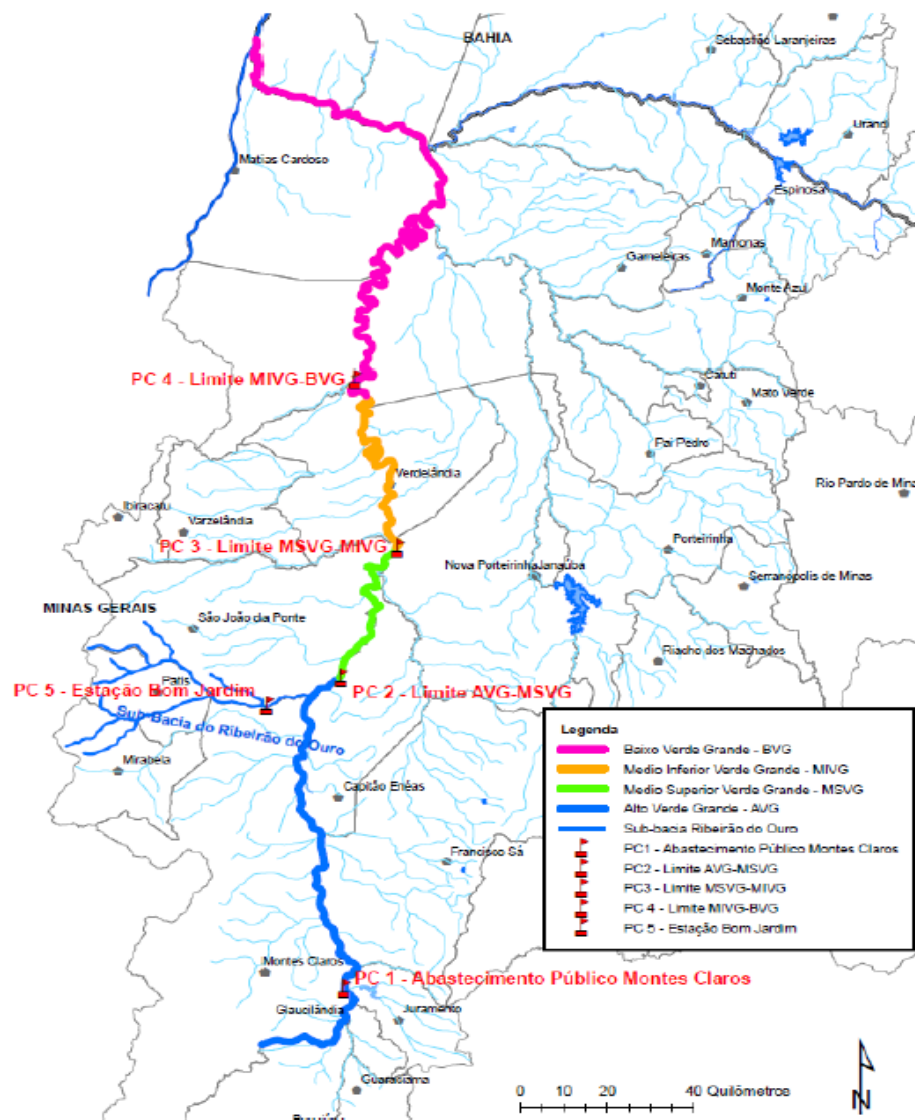 BAHIA
Sebastião Laranjeiras
Urandi
Matias Cardoso
Espinosa
Mamonas
Gameleiras
Monte Azul
PC 4 - Limite MIVG-BVG
Catuti
Mato Verde
Pai Pedro
Verdelândia
Rio Pardo de Mina
Ibiracatu
Varzelândia
PC 3 - Limite MSVG-MIVG
Porteirinha
Nova Porteirinha
Janaúba
Serranópolis de Minas
MINAS GERAIS
São João da Ponte
Riacho dos Machados
Patis
PC 5 - Estação Bom Jardim
PC 2 - Limite AVG-MSVG
Sub-Bacia do Ribeirão do Ouro
Mirabela
Capitão Enéas
Legenda
Baixo Verde Grande - BVG
Medio Inferior Verde Grande - MIVG
Medio Superior Verde Grande - MSVG
Alto Verde Grande - AVG
Sub-bacia Ribeirão do Ouro
PC1 - Abastecimento Público Montes Claros
PC2 - Limite AVG-MSVG
PC3 - Limite MSVG-MIVG
PC 4 - Limite MIVG-BVG
PC 5 - Estação Bom Jardim
Francisco Sá
Montes Claros
PC 1 - Abastecimento Público Montes Claros
Glaucilândia
Juramento
Guaraciama
0 10 20 40 Quilômetros
N